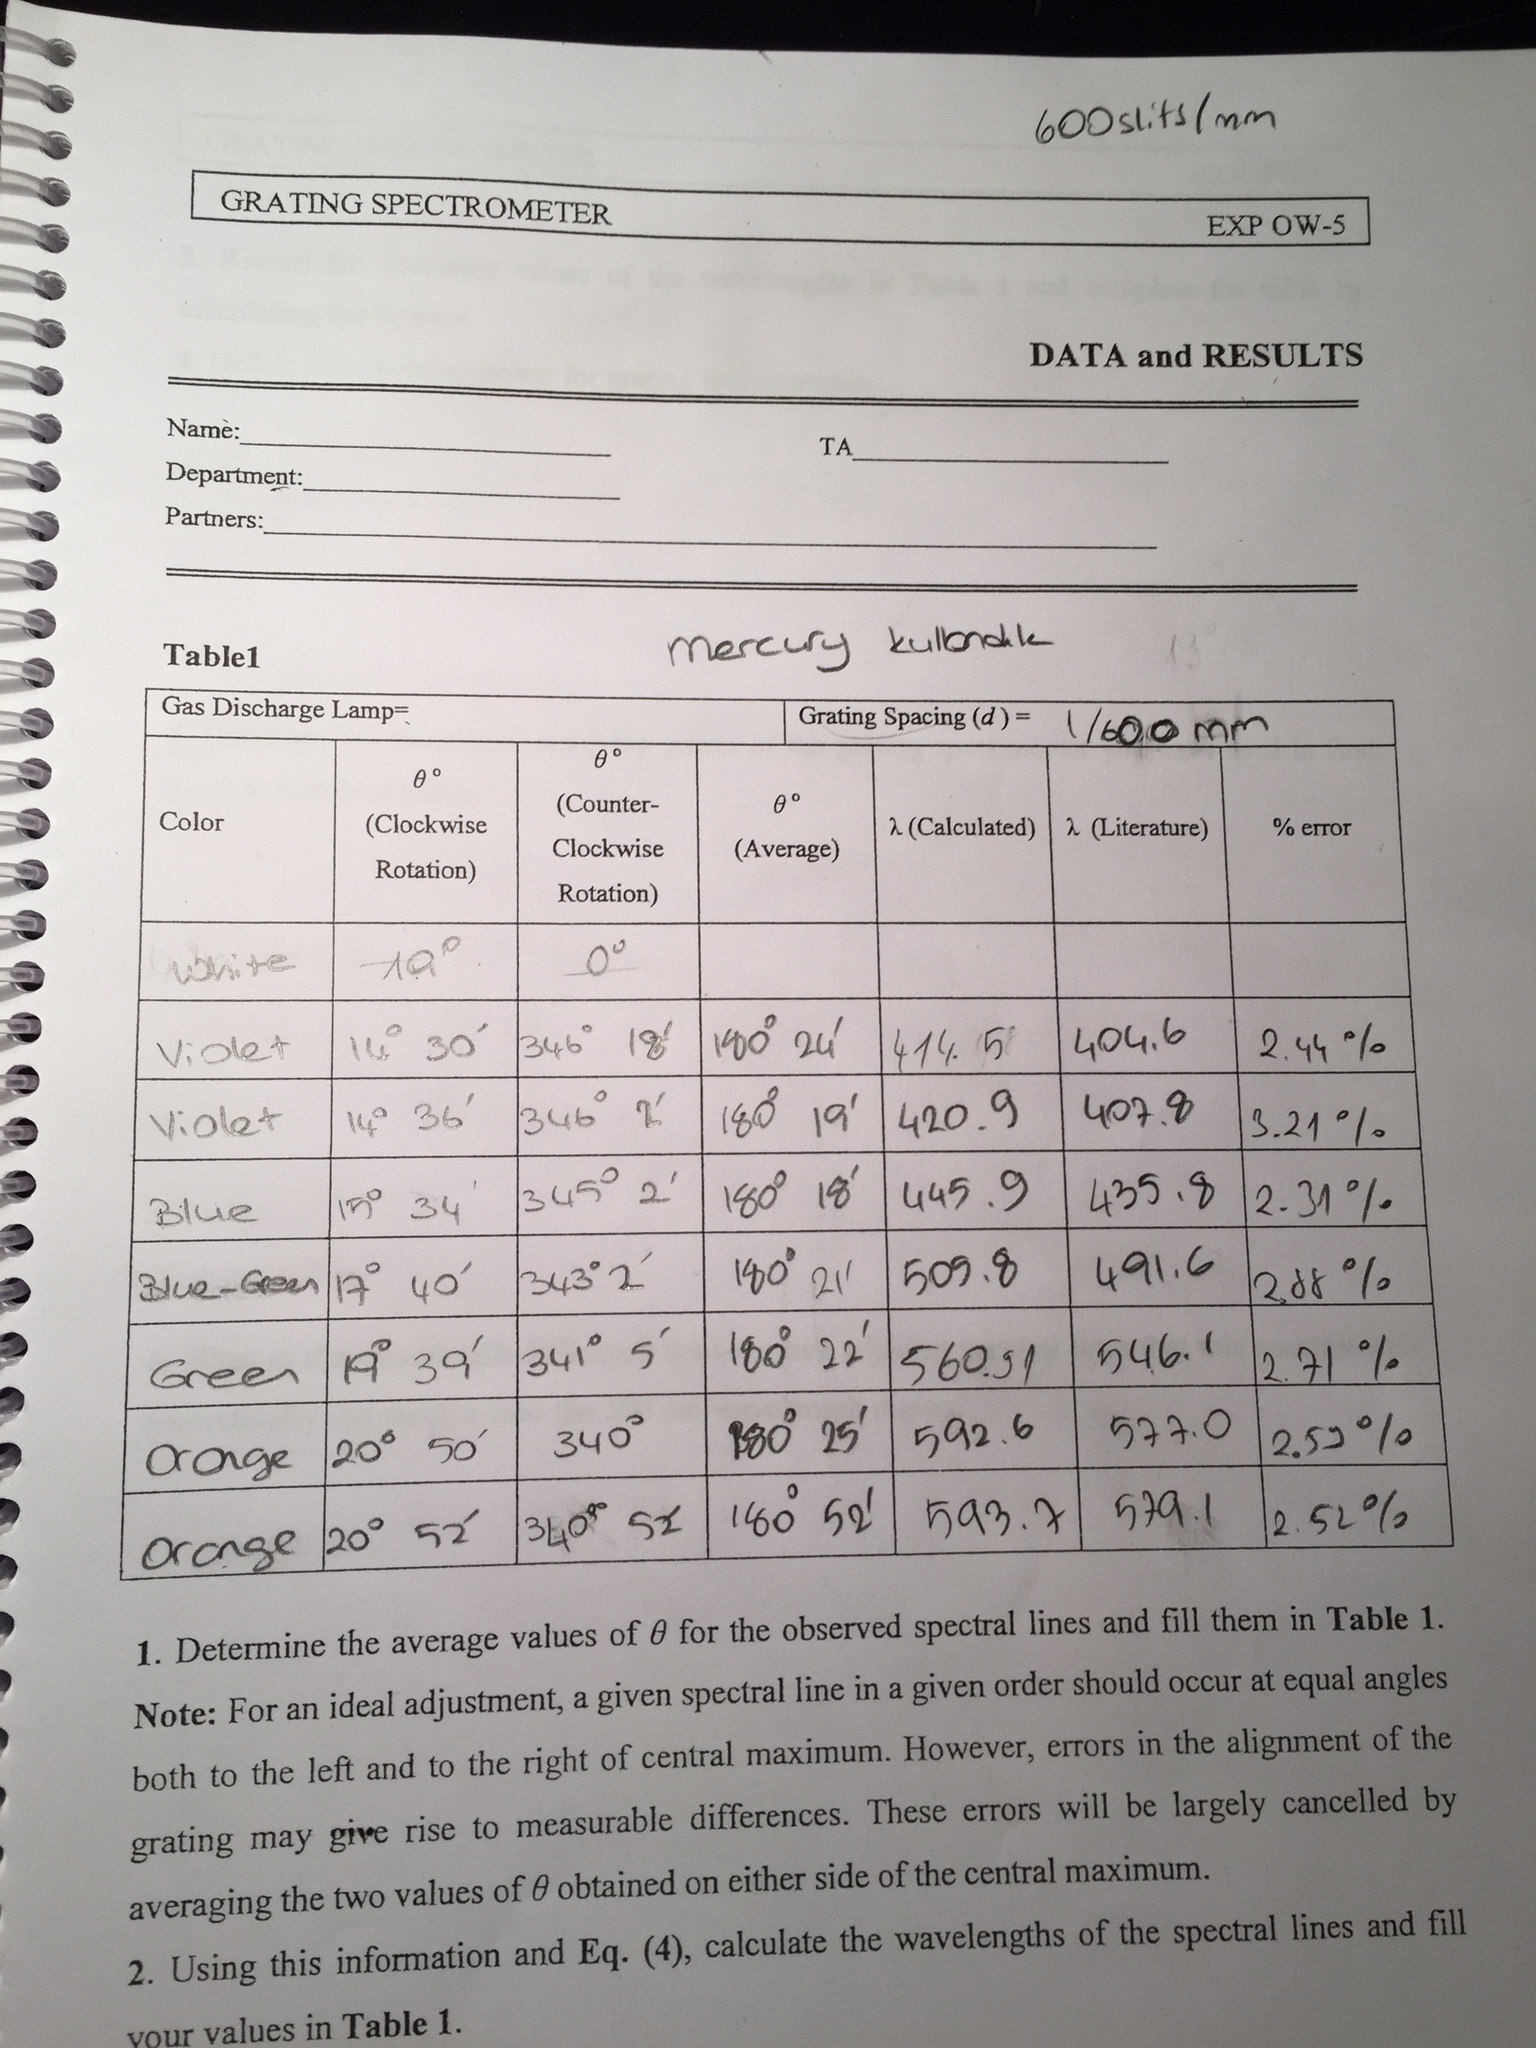 600slits/mm
GRATING SPECTROMETER EXP OW-5
DATA and RESULTS
Name:
TA
Department:
Partners:
Mercury kullandık
Table1
Gas Discharge Lamp= Grating Spacing (d) = 1/600 mm
Color θ° (Clockwise Rotation) θ° (Counter-Clockwise Rotation) θ° (Average) λ (Calculated) λ (Literature) % error
White 0°
Violet 14° 30′ 346° 18′ 180° 24′ 414.5 404.6 2.44 %
Violet 14° 36′ 346° 2′ 180° 19′ 420.9 407.8 3.21 %
Blue 15° 34′ 345° 2′ 180° 18′ 445.9 435.8 2.31 %
Blue-Green 17° 40′ 343° 2′ 180° 21′ 509.8 491.6 2.88 %
Green 19° 39′ 341° 5′ 180° 22′ 560.91 546.1 2.71 %
Orange 20° 50′ 340° 180° 25′ 592.6 577.0 2.59 %
Orange 20° 52′ 340° 52′ 180° 52′ 593.7 579.1 2.52 %
1. Determine the average values of θ for the observed spectral lines and fill them in Table 1.
Note: For an ideal adjustment, a given spectral line in a given order should occur at equal angles
both to the left and to the right of central maximum. However, errors in the alignment of the
grating may give rise to measurable differences. These errors will be largely cancelled by
averaging the two values of θ obtained on either side of the central maximum.
2. Using this information and Eq. (4), calculate the wavelengths of the spectral lines and fill
your values in Table 1.